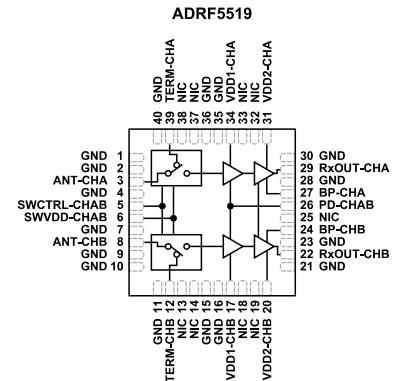 ADRF5519
40 GND
39 TERM-CHA
38 NIC
37 NIC
36 GND
35 GND
34 VDD1-CHA
33 NIC
32 NIC
31 VDD2-CHA
GND 1
GND 2
ANT-CHA 3
GND 4
SWCTRL-CHAB 5
SWVDD-CHAB 6
GND 7
ANT-CHB 8
GND 9
GND 10
30 GND
29 RxOUT-CHA
28 GND
27 BP-CHA
26 PD-CHAB
25 NIC
24 BP-CHB
23 GND
22 RxOUT-CHB
21 GND
GND 11
TERM-CHB 12
NIC 13
NIC 14
GND 15
GND 16
VDD1-CHB 17
NIC 18
NIC 19
VDD2-CHB 20